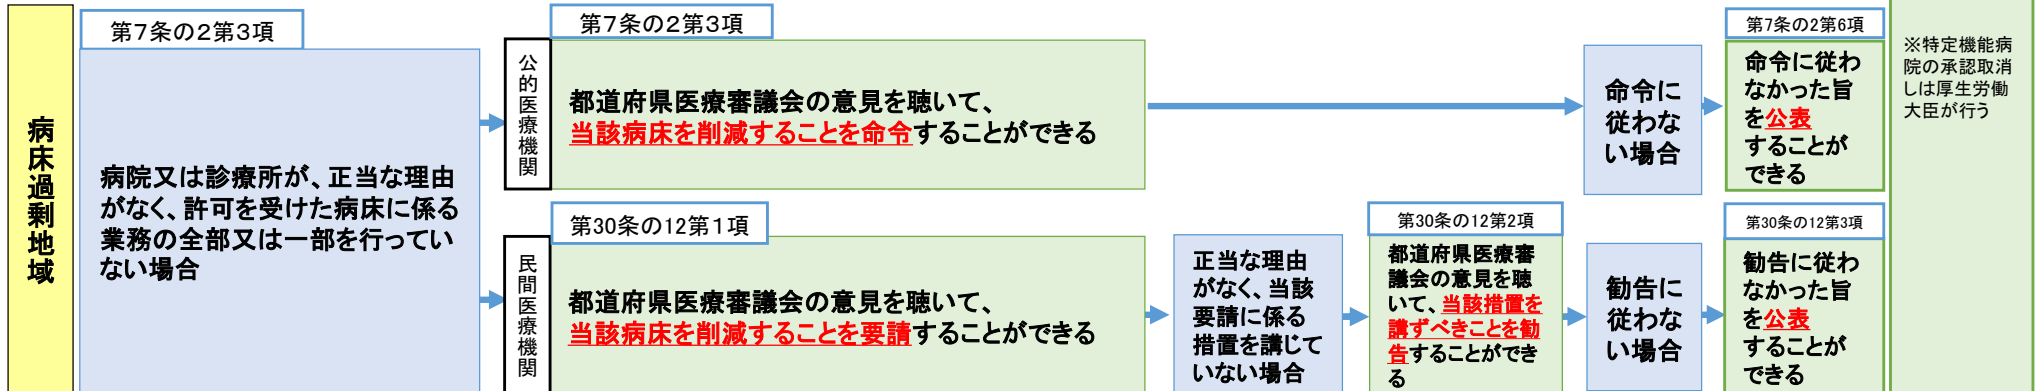 病床過剰地域
第7条の2第3項
病院又は診療所が、正当な理由
がなく、許可を受けた病床に係る
業務の全部又は一部を行ってい
ない場合
公的医療機関
第7条の2第3項
都道府県医療審議会の意見を聴いて、
当該病床を削減することを命令することができる
命令に
従わな
い場合
第7条の2第6項
命令に従わ
なかった旨
を公表
することが
できる
※特定機能病
院の承認取消
しは厚生労働
大臣が行う
民間医療機関
第30条の12第1項
都道府県医療審議会の意見を聴いて、
当該病床を削減することを要請することができる
正当な理由
がなく、当該
要請に係る
措置を講じて
いない場合
第30条の12第2項
都道府県医療審
議会の意見を聴
いて、当該措置を
講ずべきことを勧
告することができ
る
勧告に
従わな
い場合
第30条の12第3項
勧告に従わ
なかった旨
を公表
することが
できる